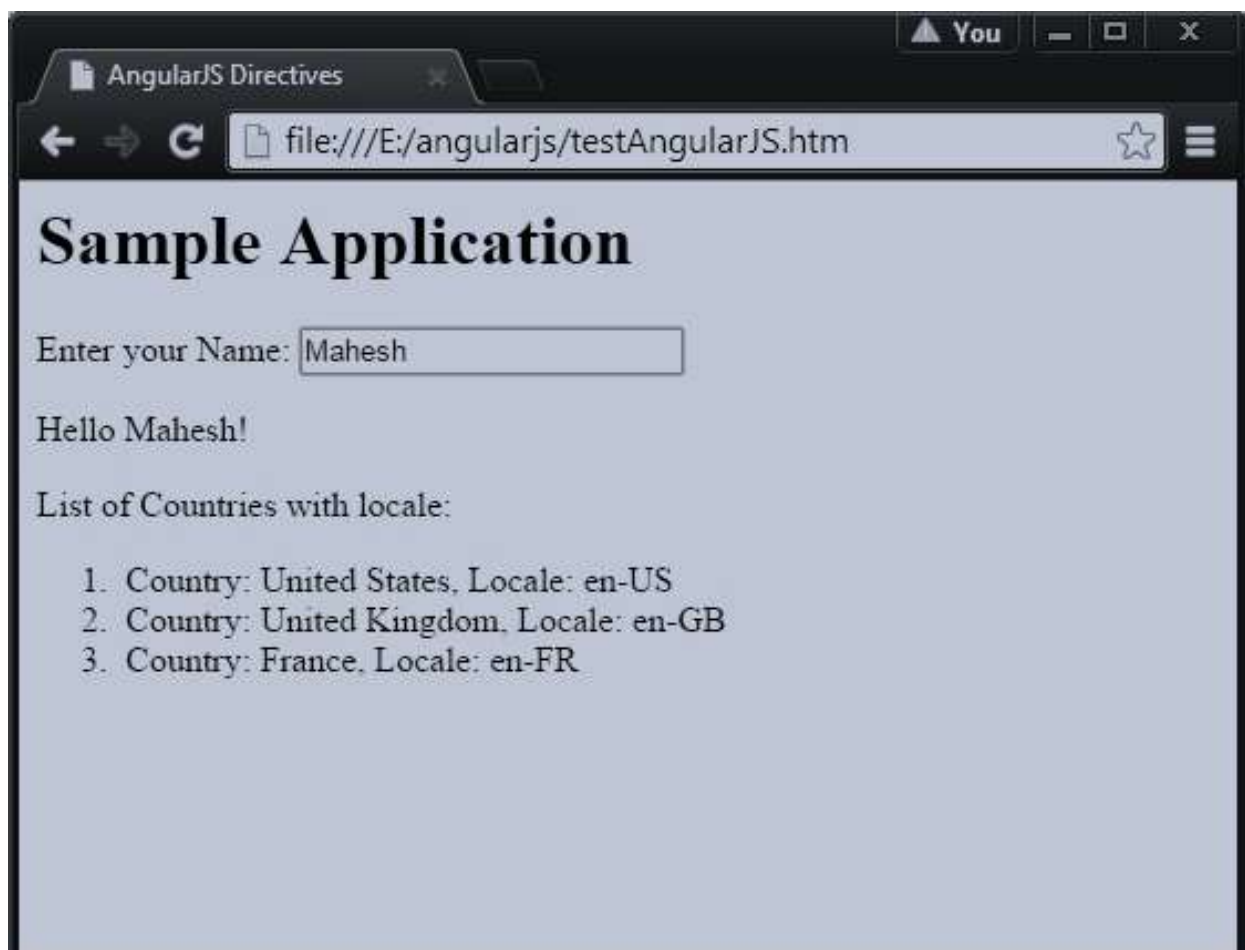 You
AngularJS Directives
file:///E:/angularjs/testAngularJS.htm
Sample Application
Enter your Name: Mahesh
Hello Mahesh!
List of Countries with locale:
1. Country: United States, Locale: en-US
2. Country: United Kingdom, Locale: en-GB
3. Country: France, Locale: en-FR